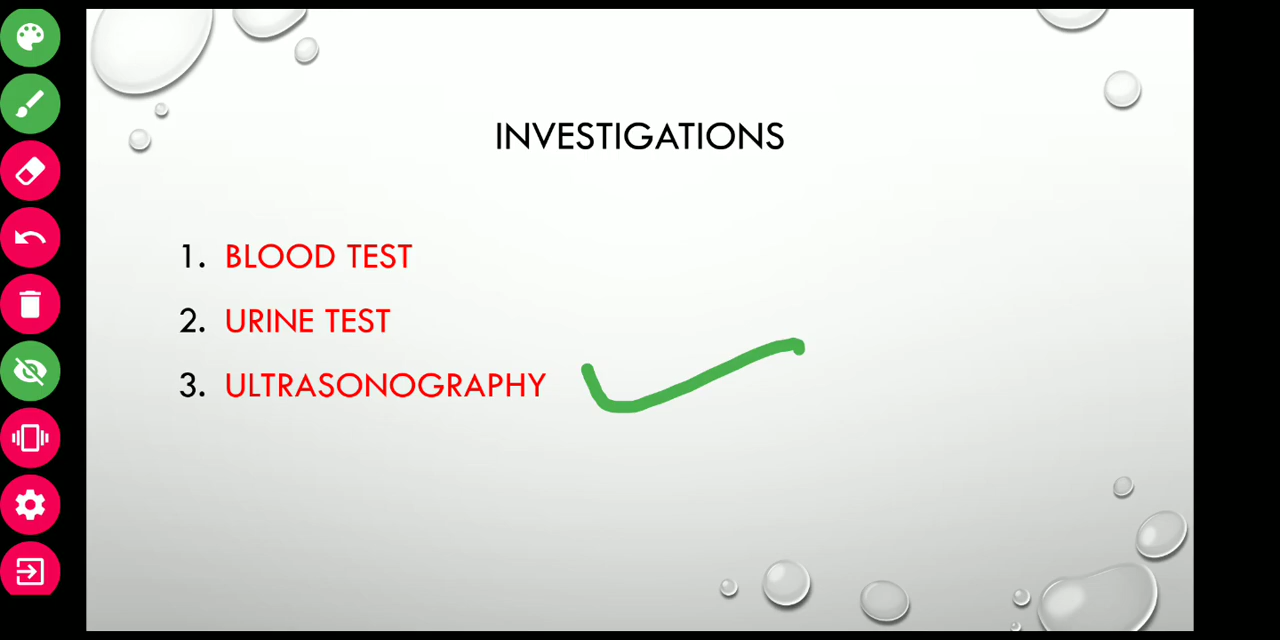 INVESTIGATIONS
1. BLOOD TEST
2. URINE TEST
3. ULTRASONOGRAPHY